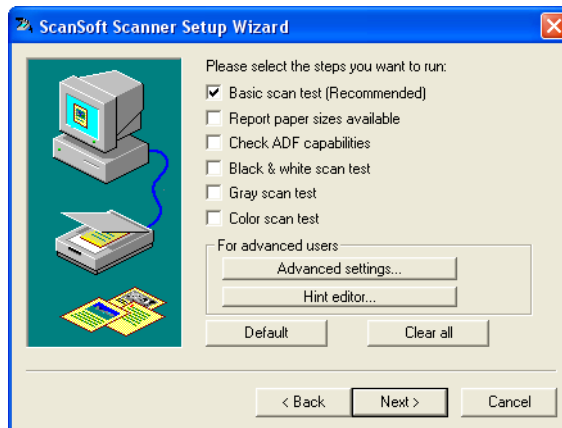 ScanSoft Scanner Setup Wizard
Please select the steps you want to run:
Basic scan test (Recommended)
Report paper sizes available
Check ADF capabilities
Black & white scan test
Gray scan test
Color scan test
For advanced users
Advanced settings...
Hint editor...
Default
Clear all
< Back
Next >
Cancel